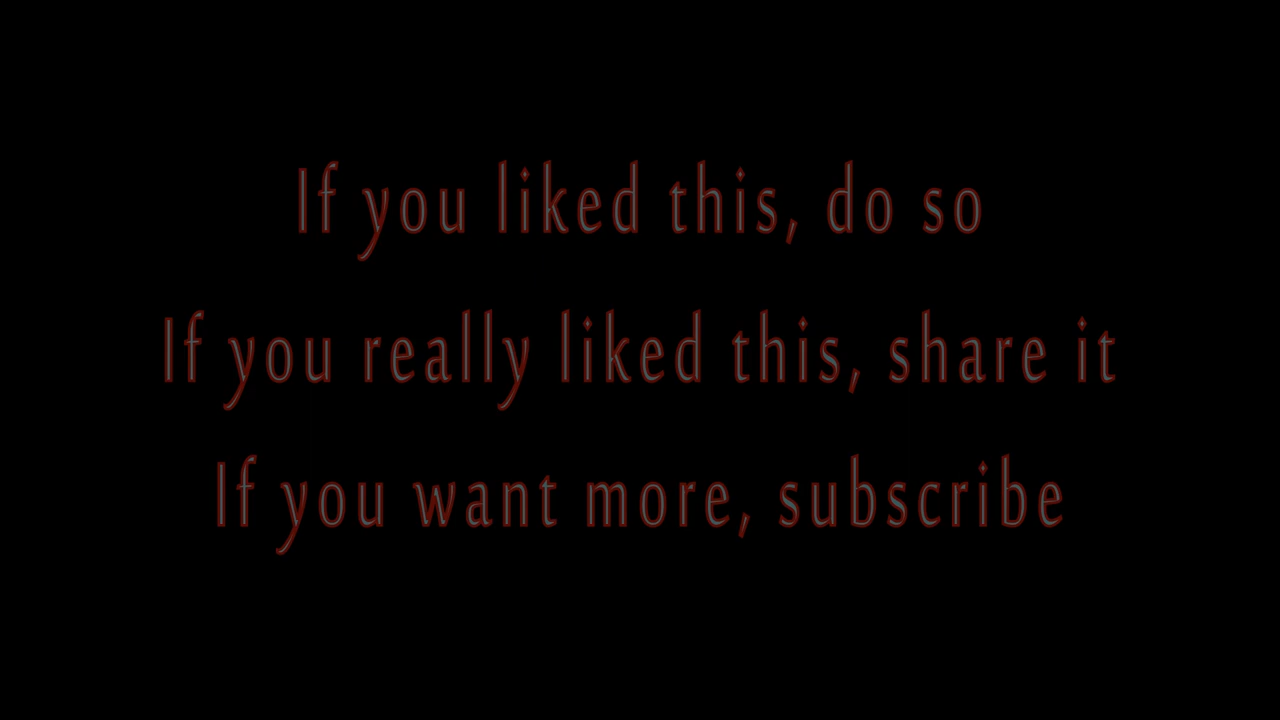 If you liked this, do so
If you really liked this, share it
If you want more, subscribe